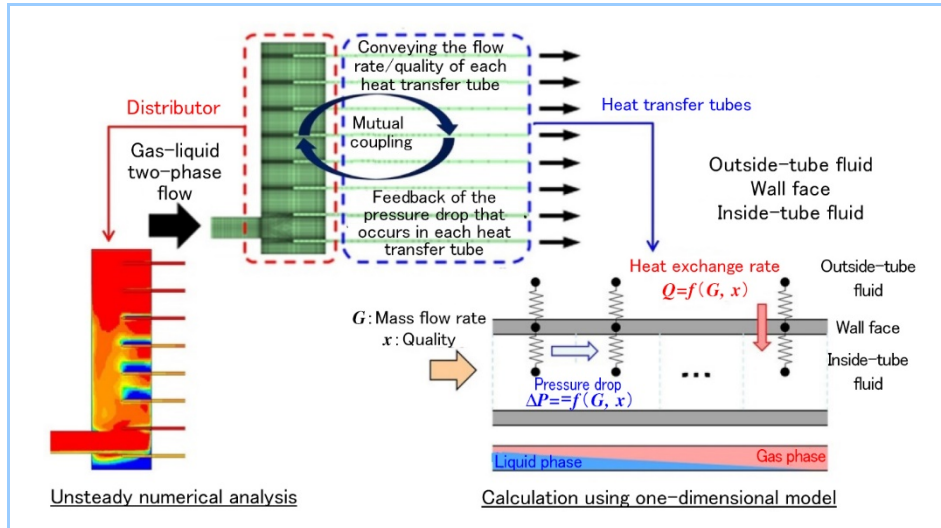 Conveying the flow
rate/quality of each
heat transfer tube
Distributor
Heat transfer tubes
Mutual
coupling
Gas-liquid
two-phase
flow
Outside-tube fluid
Wall face
Inside-tube fluid
Feedback of the
pressure drop that
occurs in each heat
transfer tube
Heat exchange rate
Q=f(G, x)
Outside-tube
fluid
G: Mass flow rate
x: Quality
Wall face
Inside-tube
fluid
Pressure drop
ΔP==f(G, x)
...
Liquid phase
Gas phase
Unsteady numerical analysis
Calculation using one-dimensional model